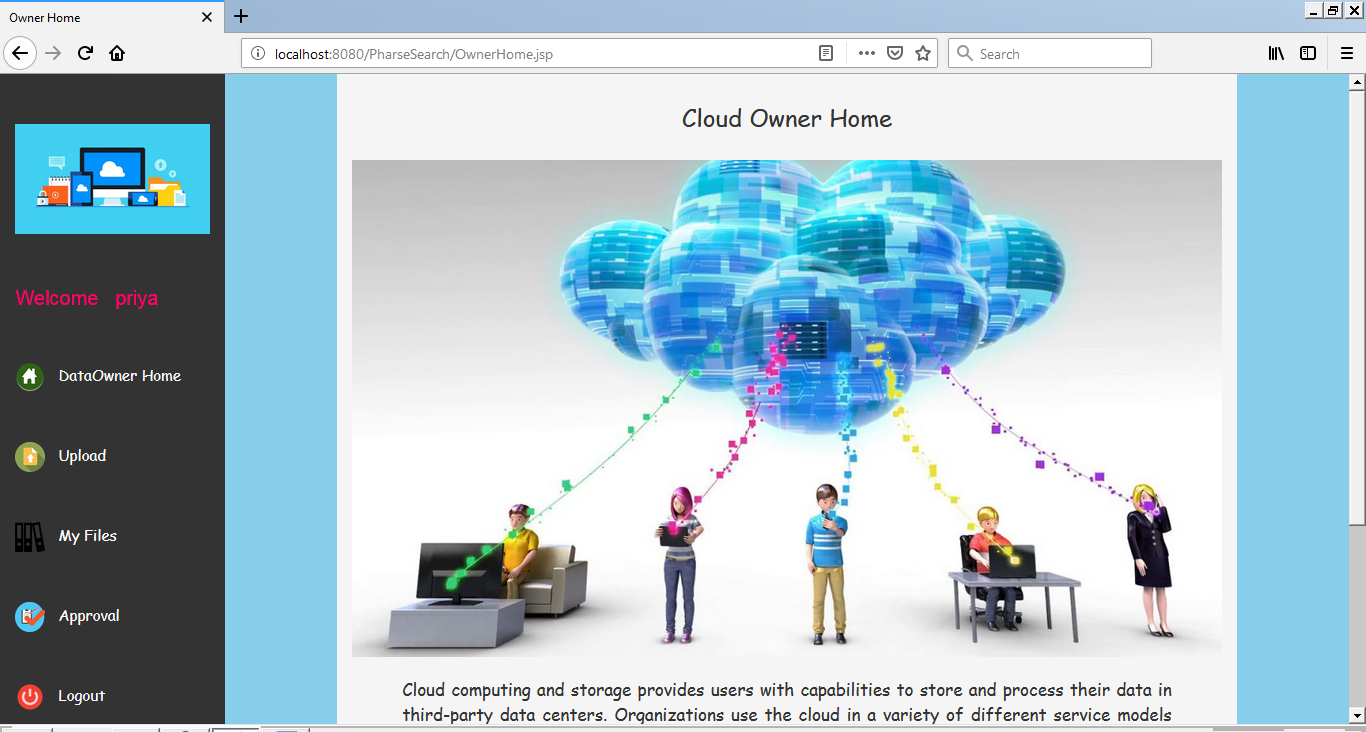 Owner Home
localhost:8080/PharseSearch/OwnerHome.jsp
Search
Welcome priya
DataOwner Home
Upload
My Files
Approval
Logout
Cloud Owner Home
Cloud computing and storage provides users with capabilities to store and process their data in
third-party data centers. Organizations use the cloud in a variety of different service models